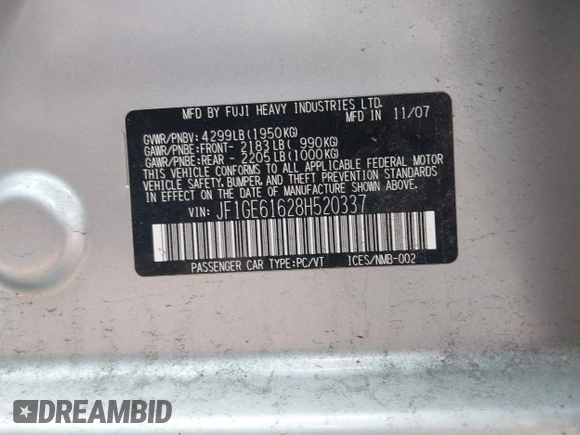 MFD BY FUJI HEAVY INDUSTRIES LTD.
MFD IN 11/07
GVWR/PNBV: 4299LB(1950KG)
GAWR/PNBE:FRONT- 2183LB( 990KG)
GAWR/PNBE:REAR - 2205LB(1000KG)
THIS VEHICLE CONFORMS TO ALL APPLICABLE FEDERAL MOTOR
VEHICLE SAFETY, BUMPER, AND THEFT PREVENTION STANDARDS
IN EFFECT ON THE DATE OF MANUFACTURE SHOWN ABOVE.
VIN: JF1GE61628H520337
PASSENGER CAR TYPE:PC/VT ICES/NMB-002
DREAMBID